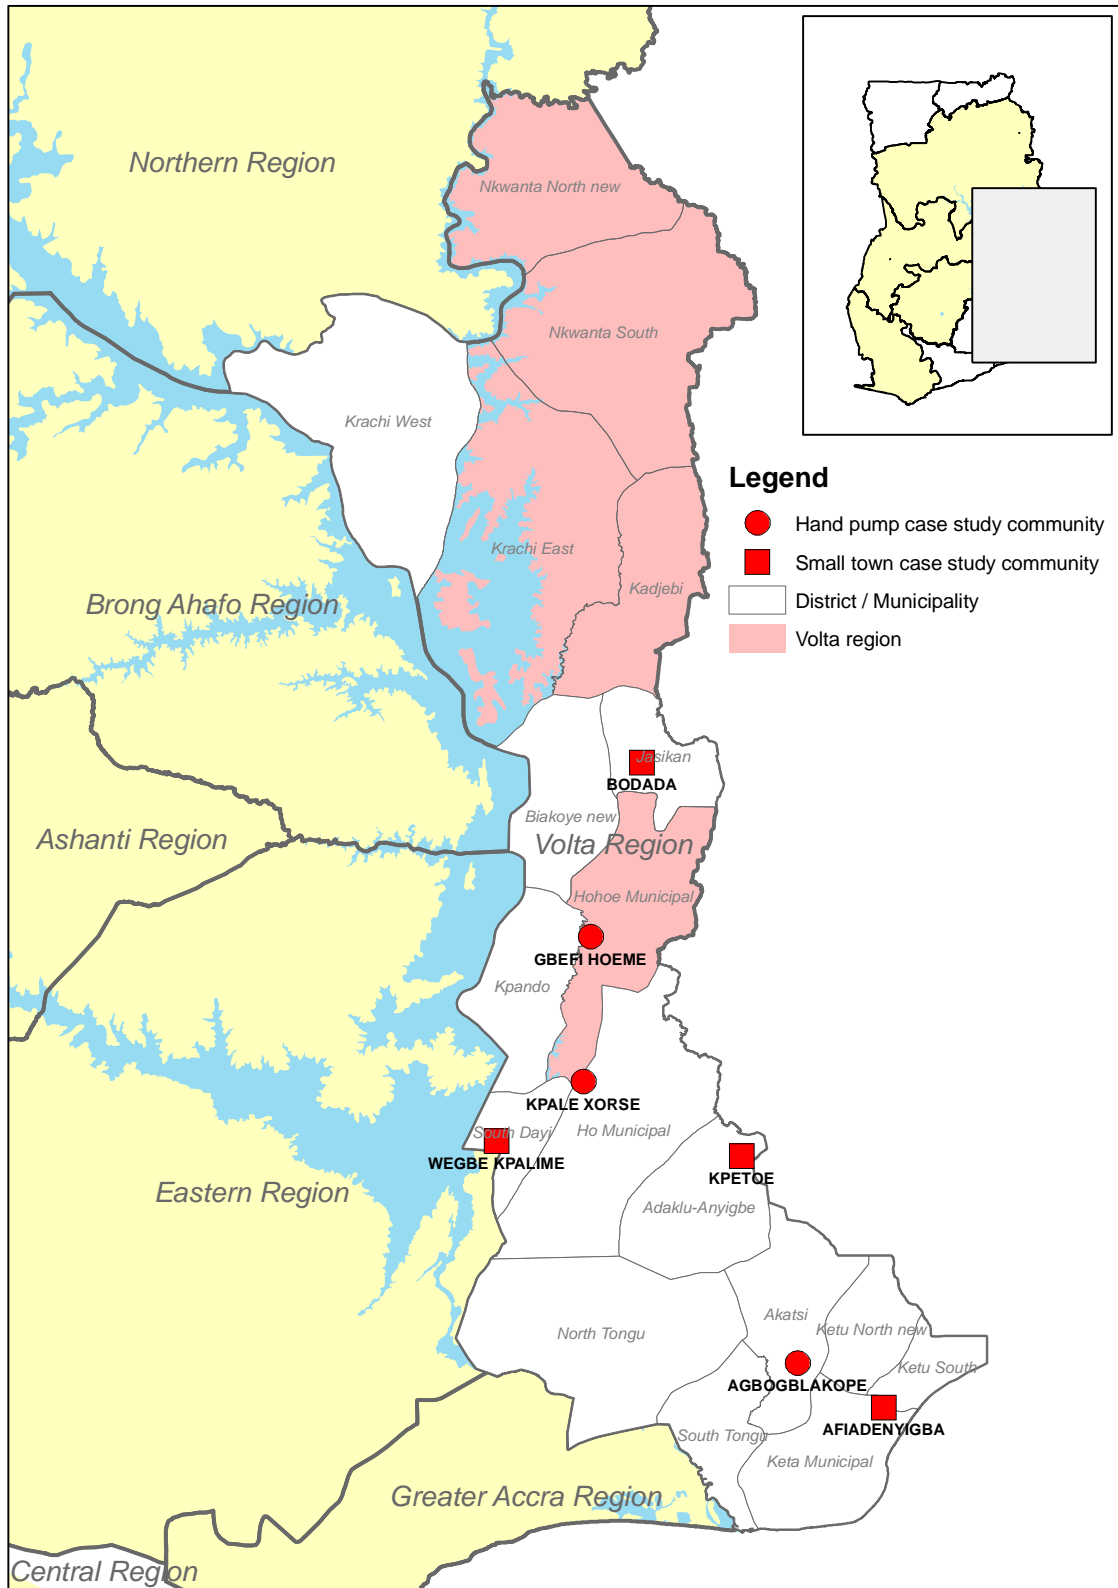 Northern Region
Nkwanta North new
Nkwanta South
Krachi West
Legend
Hand pump case study community
Small town case study community
District / Municipality
Volta region
Krachi East
Kadjebi
Brong Ahafo Region
Jasikan
BODADA
Biakoye new
Volta Region
Ashanti Region
Hohoe Municipal
GBEFI HOEME
Kpando
KPALE XORSE
South Dayi
Ho Municipal
WEGBE KPALIME
KPETOE
Eastern Region
Adaklu-Anyigbe
Akatsi
North Tongu
Ketu North new
Ketu South
AGBOGBLAKOPE
AFIADENYIGBA
South Tongu
Keta Municipal
Greater Accra Region
Central Region